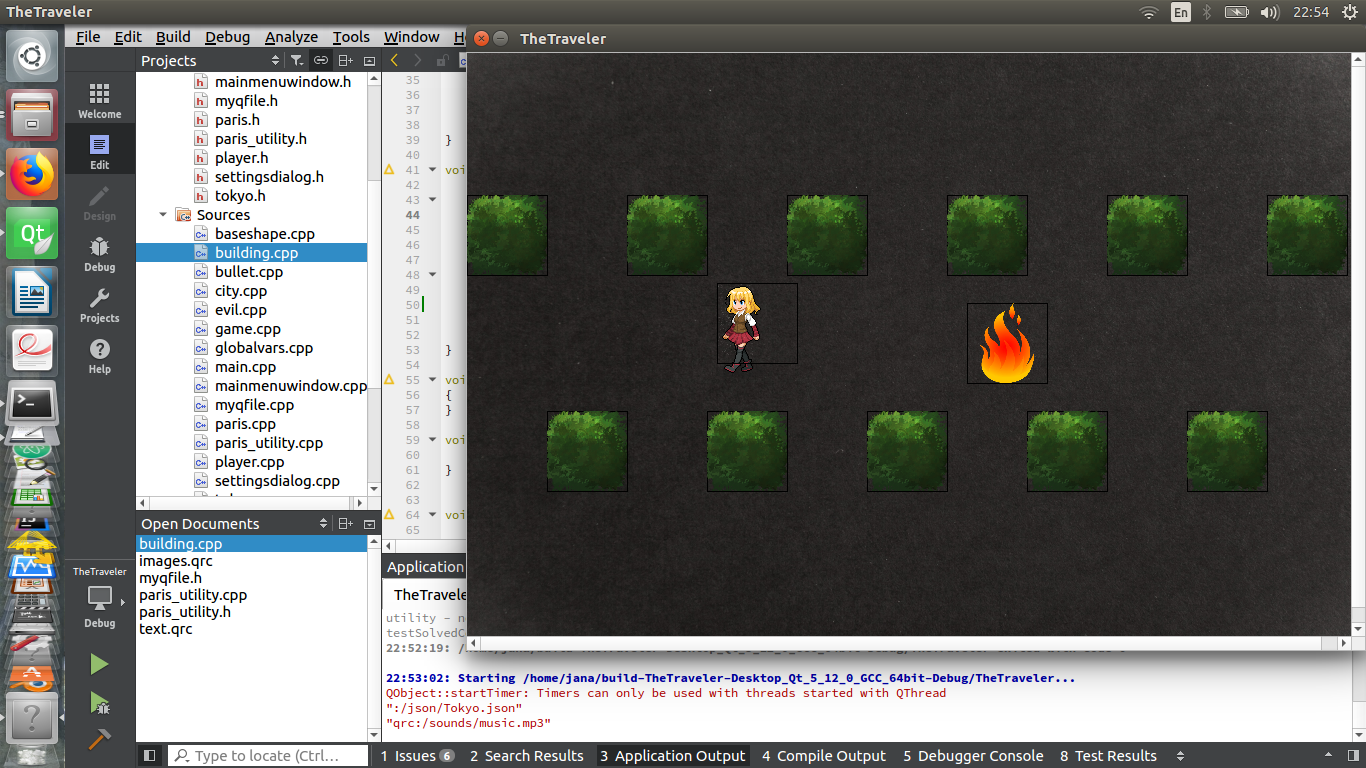 TheTraveler
En
22:54
File Edit Build Debug Analyze Tools Window
TheTraveler
Projects
Welcome
Edit
Design
Debug
Projects
Help
mainmenuwindow.h
myqfile.h
paris.h
paris_utility.h
player.h
settingsdialog.h
tokyo.h
Sources
baseshape.cpp
building.cpp
bullet.cpp
city.cpp
evil.cpp
game.cpp
globalvars.cpp
main.cpp
mainmenuwindow.cpp
myqfile.cpp
paris.cpp
paris_utility.cpp
player.cpp
settingsdialog.cpp
35
36
37
38
39 }
40
41 voi
42
43
44
45
46
47
48
49
50
51
52
53 }
54
55 voi
56 {
57 }
58
59 voi
60
61 }
62
63
64 voi
65
Open Documents
building.cpp
images.qrc
myqfile.h
paris_utility.cpp
paris_utility.h
text.qrc
TheTraveler
Debug
Application
TheTravele
utility - n
testSolvedC
22:52:19:
22:53:02: Starting /home/jana/build-TheTraveler-Desktop_Qt_5_12_0_GCC_64bit-Debug/TheTraveler...
QObject::startTimer: Timers can only be used with threads started with QThread
":/json/Tokyo.json"
"qrc:/sounds/music.mp3"
Type to locate (Ctrl...
1 Issues 6 2 Search Results 3 Application Output 4 Compile Output 5 Debugger Console 8 Test Results